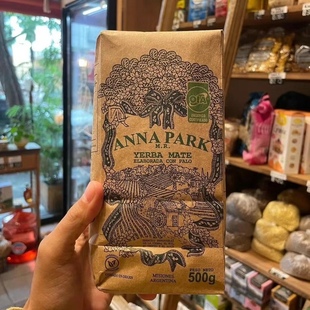 ANNA PARK
M.R.
YERBA MATE
ELABORADA CON PALO
MISIONES
ARGENTINA
PESO NETO
500g